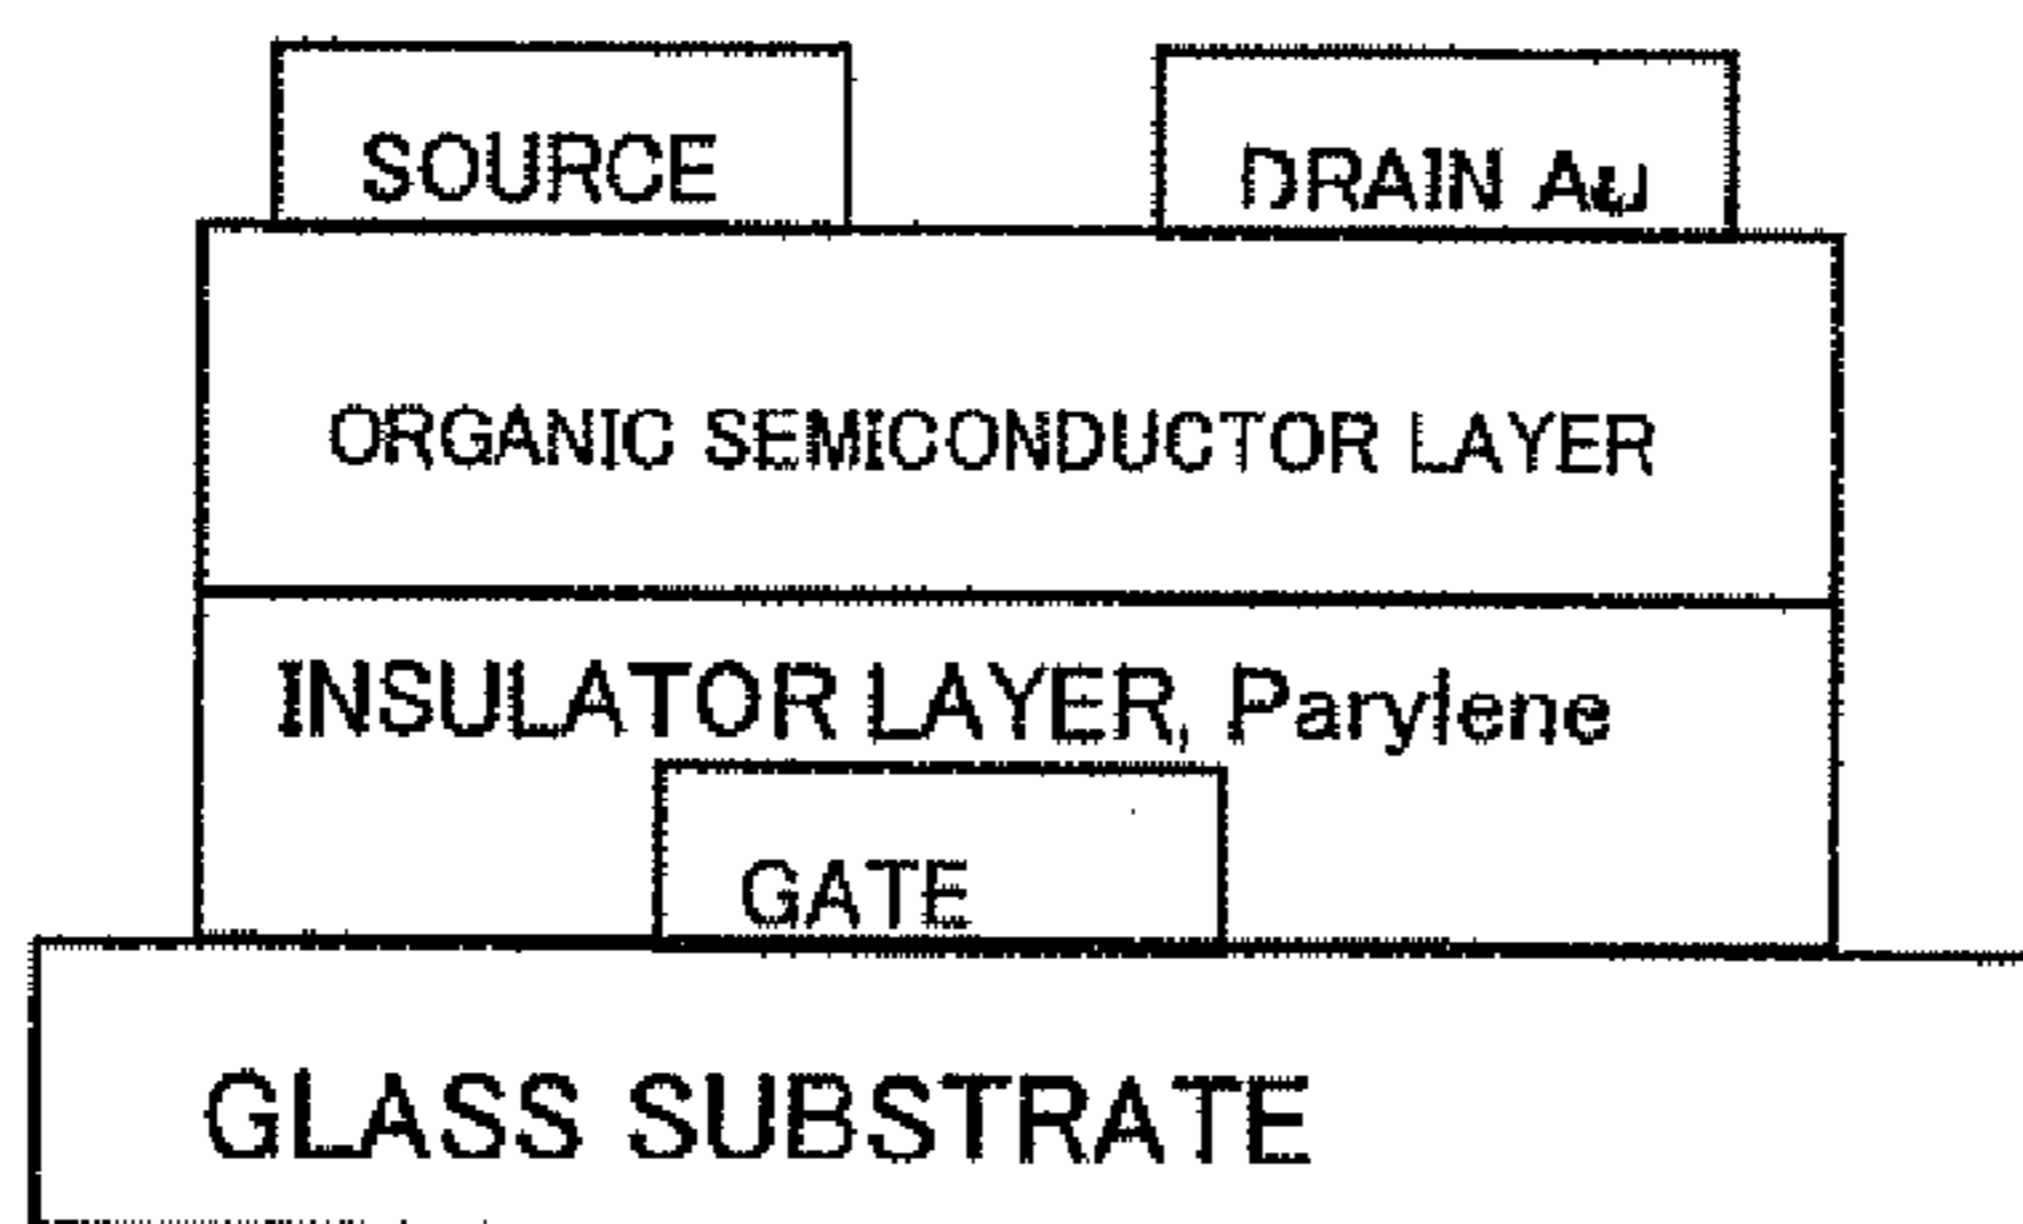 SOURCE
DRAIN Au
ORGANIC SEMICONDUCTOR LAYER
INSULATOR LAYER, Parylene
GATE
GLASS SUBSTRATE